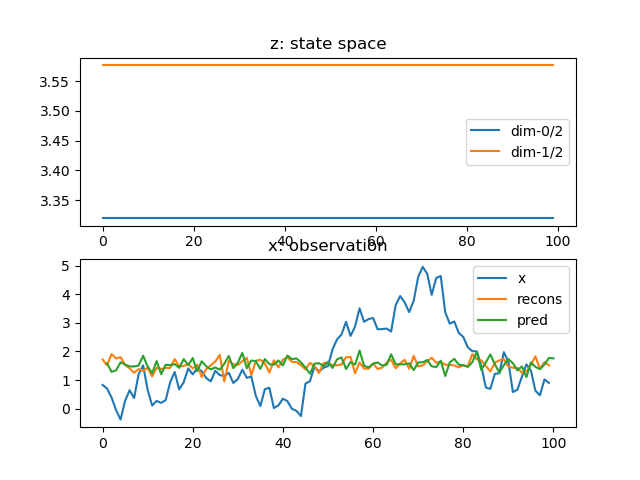 z: state space
3.55
3.50
3.45
3.40
3.35
dim-0/2
dim-1/2
0 20 40 60 80 100
x: observation
5
4
3
2
1
0
x
recons
pred
0 20 40 60 80 100